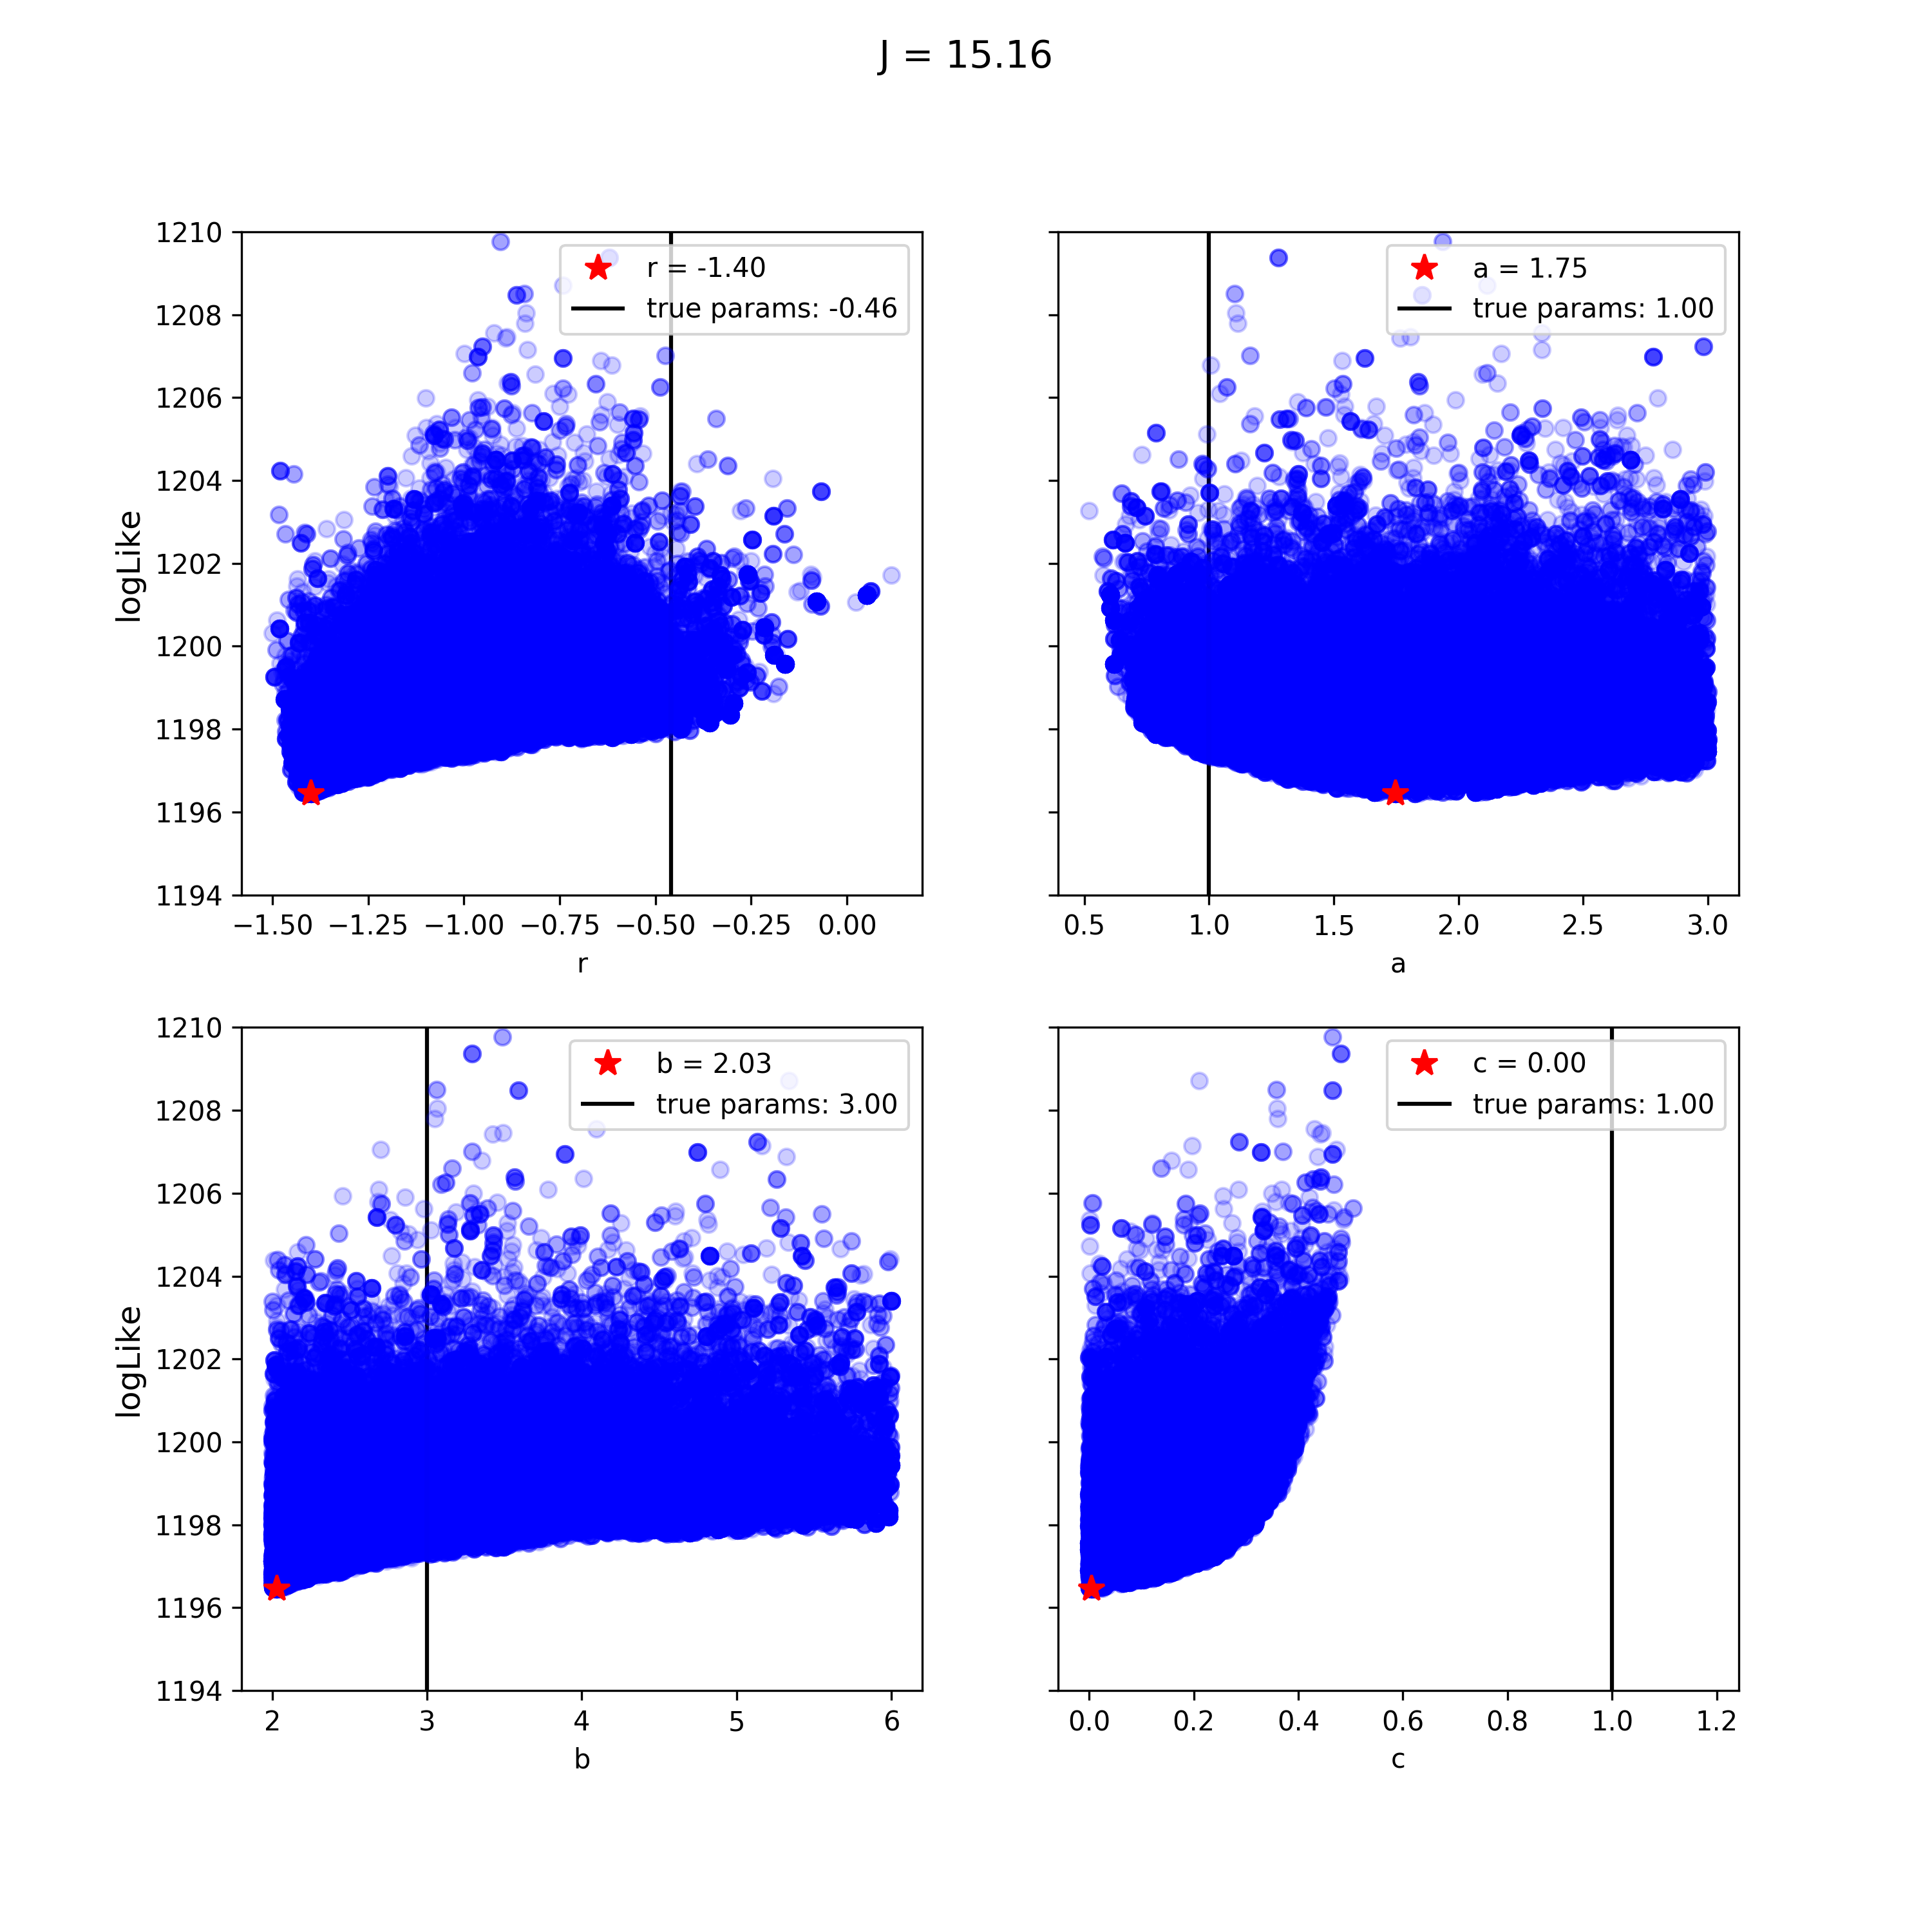 J = 15.16
1210
1208
1206
1204
1202
1200
1198
1196
1194
logLike
r = -1.40
true params: -0.46
−1.50 −1.25 −1.00 −0.75 −0.50 −0.25 0.00
r
a = 1.75
true params: 1.00
0.5 1.0 1.5 2.0 2.5 3.0
a
1210
1208
1206
1204
1202
1200
1198
1196
1194
logLike
b = 2.03
true params: 3.00
2 3 4 5 6
b
c = 0.00
true params: 1.00
0.0 0.2 0.4 0.6 0.8 1.0 1.2
c